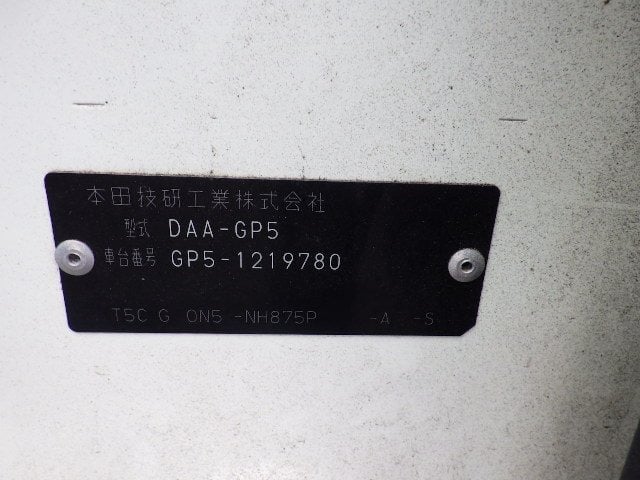 本田技研工業株式会社
型式 DAA-GP5
車台番号 GP5-1219780
T5C G ON5 -NH875P -A -S